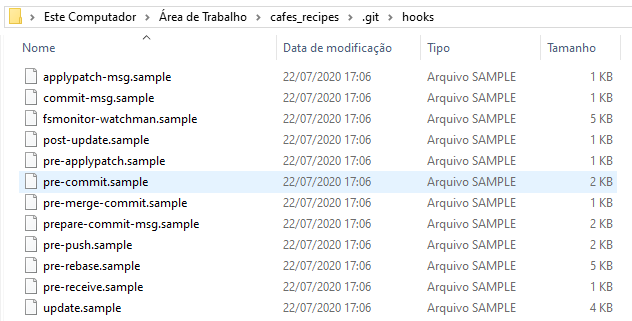 Este Computador > Área de Trabalho > cafes_recipes > .git > hooks
Nome Data de modificação Tipo Tamanho
applypatch-msg.sample 22/07/2020 17:06 Arquivo SAMPLE 1 KB
commit-msg.sample 22/07/2020 17:06 Arquivo SAMPLE 1 KB
fsmonitor-watchman.sample 22/07/2020 17:06 Arquivo SAMPLE 5 KB
post-update.sample 22/07/2020 17:06 Arquivo SAMPLE 1 KB
pre-applypatch.sample 22/07/2020 17:06 Arquivo SAMPLE 1 KB
pre-commit.sample 22/07/2020 17:06 Arquivo SAMPLE 2 KB
pre-merge-commit.sample 22/07/2020 17:06 Arquivo SAMPLE 1 KB
prepare-commit-msg.sample 22/07/2020 17:06 Arquivo SAMPLE 2 KB
pre-push.sample 22/07/2020 17:06 Arquivo SAMPLE 2 KB
pre-rebase.sample 22/07/2020 17:06 Arquivo SAMPLE 5 KB
pre-receive.sample 22/07/2020 17:06 Arquivo SAMPLE 1 KB
update.sample 22/07/2020 17:06 Arquivo SAMPLE 4 KB